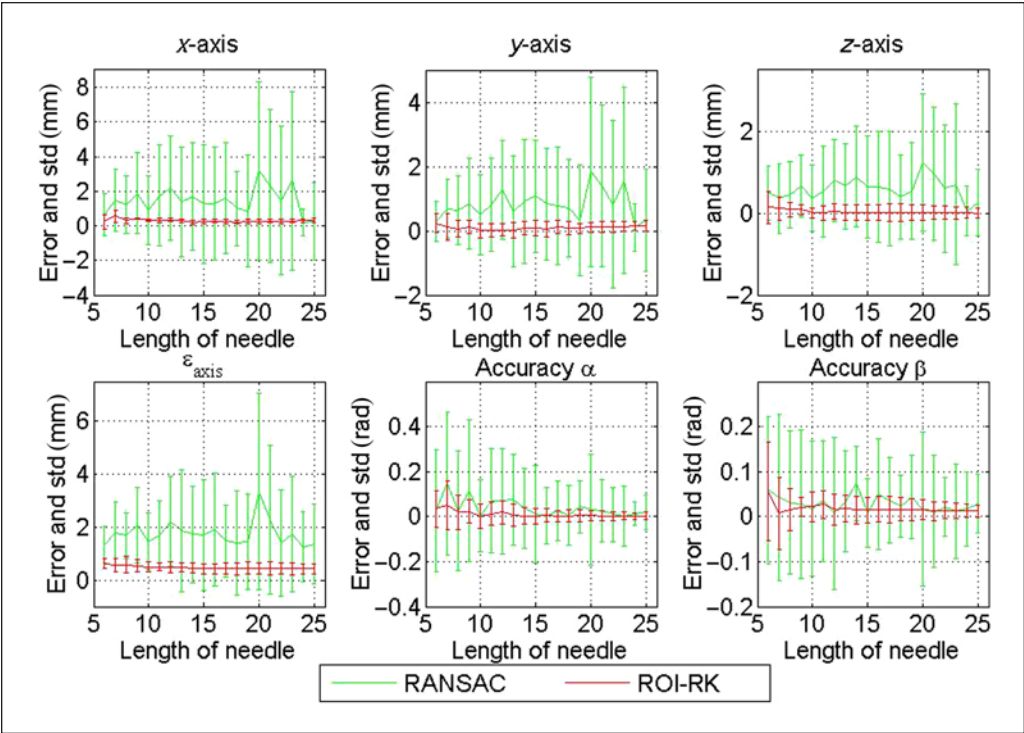 x-axis
y-axis
z-axis
Error and std (mm)
8
6
4
2
0
−2
−4
5 10 15 20 25
Length of needle
Error and std (mm)
4
2
0
−2
5 10 15 20 25
Length of needle
Error and std (mm)
2
0
−2
5 10 15 20 25
Length of needle
εaxis
Accuracy α
Accuracy β
Error and std (mm)
6
4
2
0
5 10 15 20 25
Length of needle
Error and std (rad)
0.4
0.2
0
−0.2
−0.4
5 10 15 20 25
Length of needle
Error and std (rad)
0.2
0.1
0
−0.1
−0.2
5 10 15 20 25
Length of needle
RANSAC ROI-RK